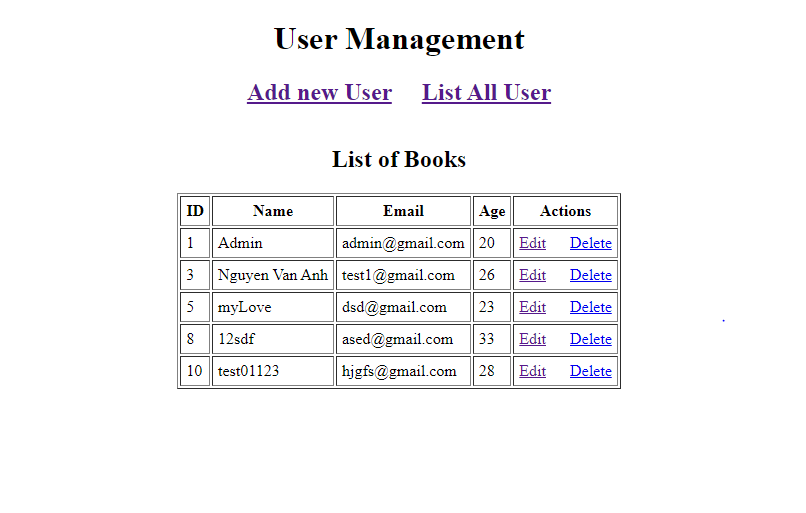 User Management
Add new User List All User
List of Books
ID Name Email Age Actions
1 Admin admin@gmail.com 20 Edit Delete
3 Nguyen Van Anh test1@gmail.com 26 Edit Delete
5 myLove dsd@gmail.com 23 Edit Delete
8 12sdf ased@gmail.com 33 Edit Delete
10 test01123 hjgfs@gmail.com 28 Edit Delete